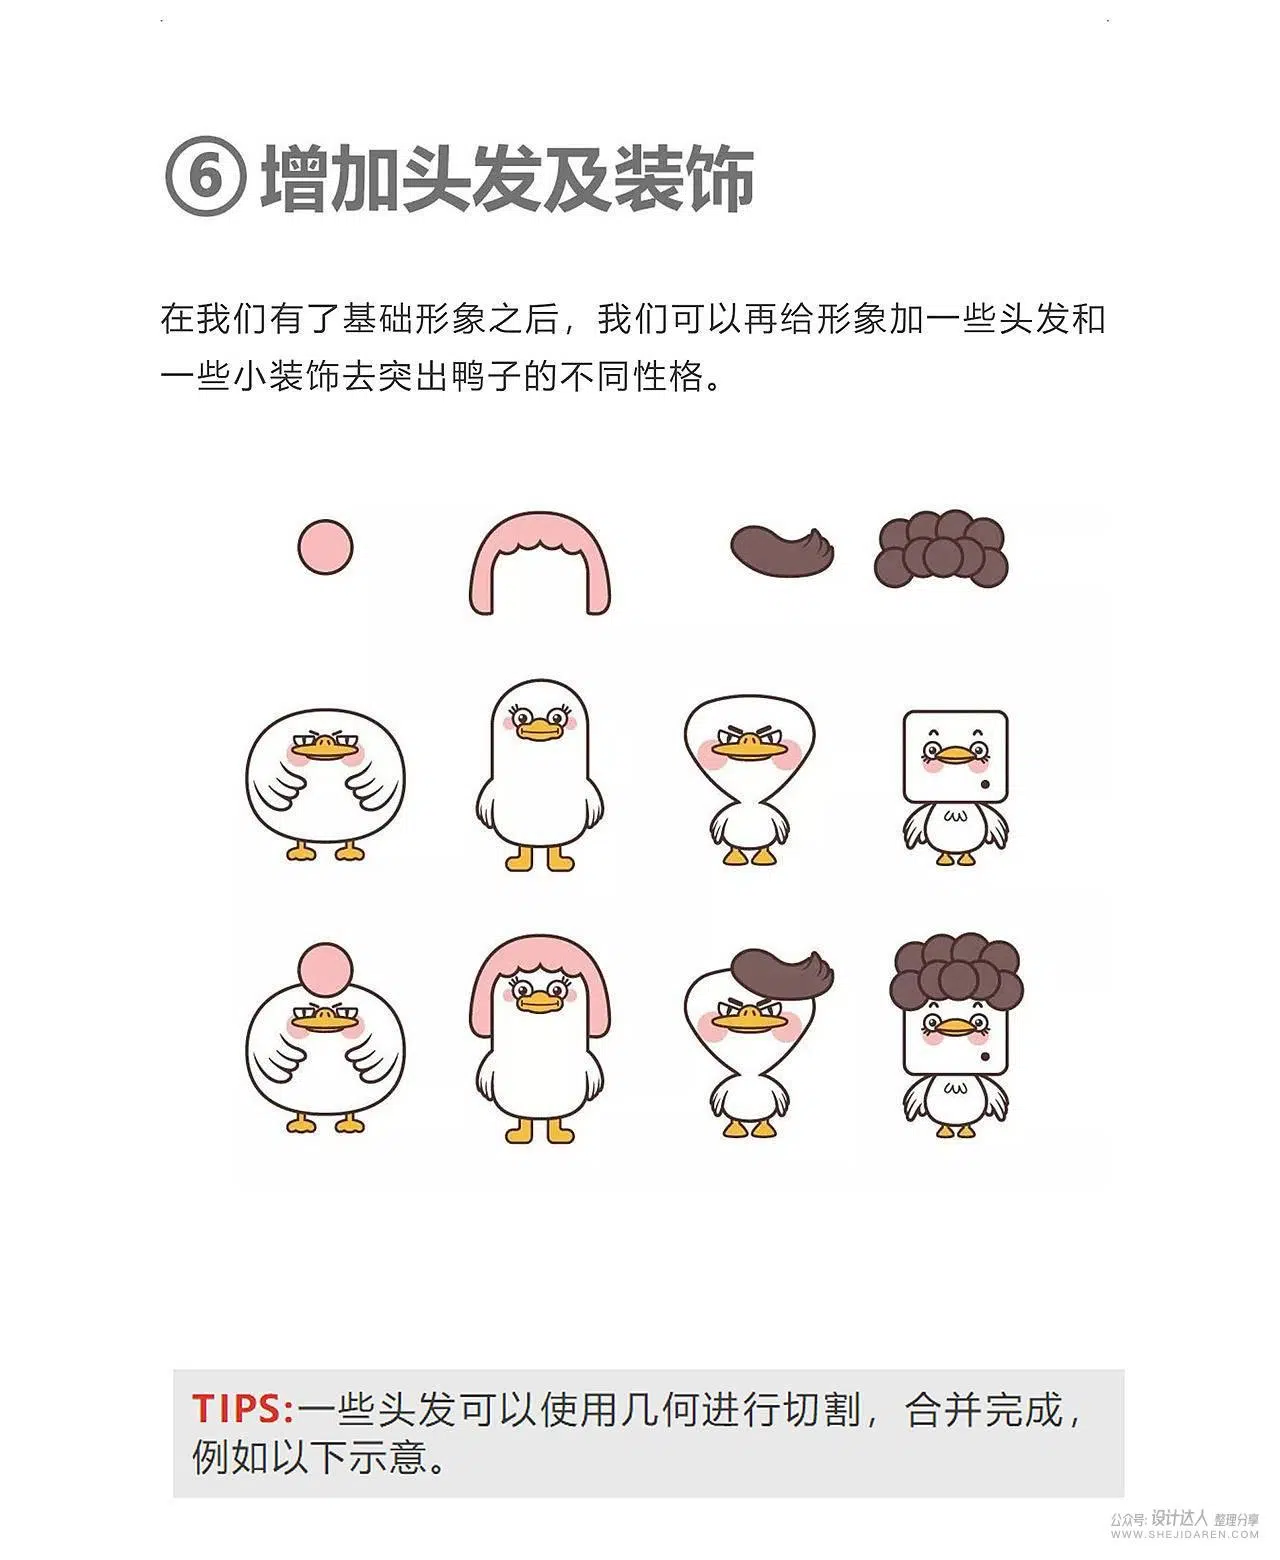 ⑥增加头发及装饰
在我们有了基础形象之后，我们可以再给形象加一些头发和
一些小装饰去突出鸭子的不同性格。
TIPS:一些头发可以使用几何进行切割，合并完成，
例如以下示意。
公众号: 设计达人 整理分享
WWW.SHEJIDAREN.COM